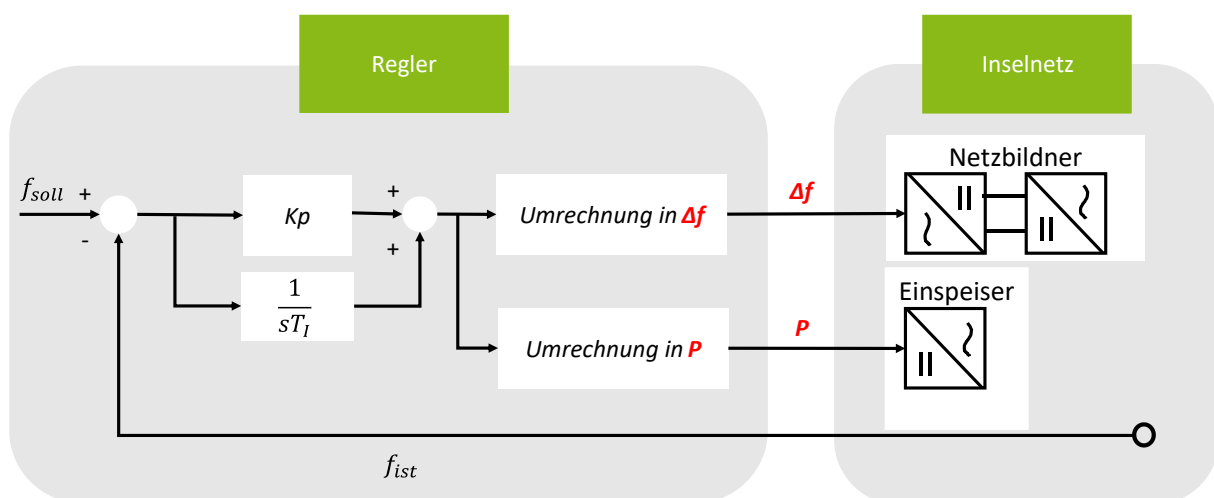 Regler
Inselnetz
Netzbildner
f_soll
+
-
Kp
+
+
Umrechnung in Δf
Δf
1
sT_I
Einspeiser
Umrechnung in P
P
f_ist